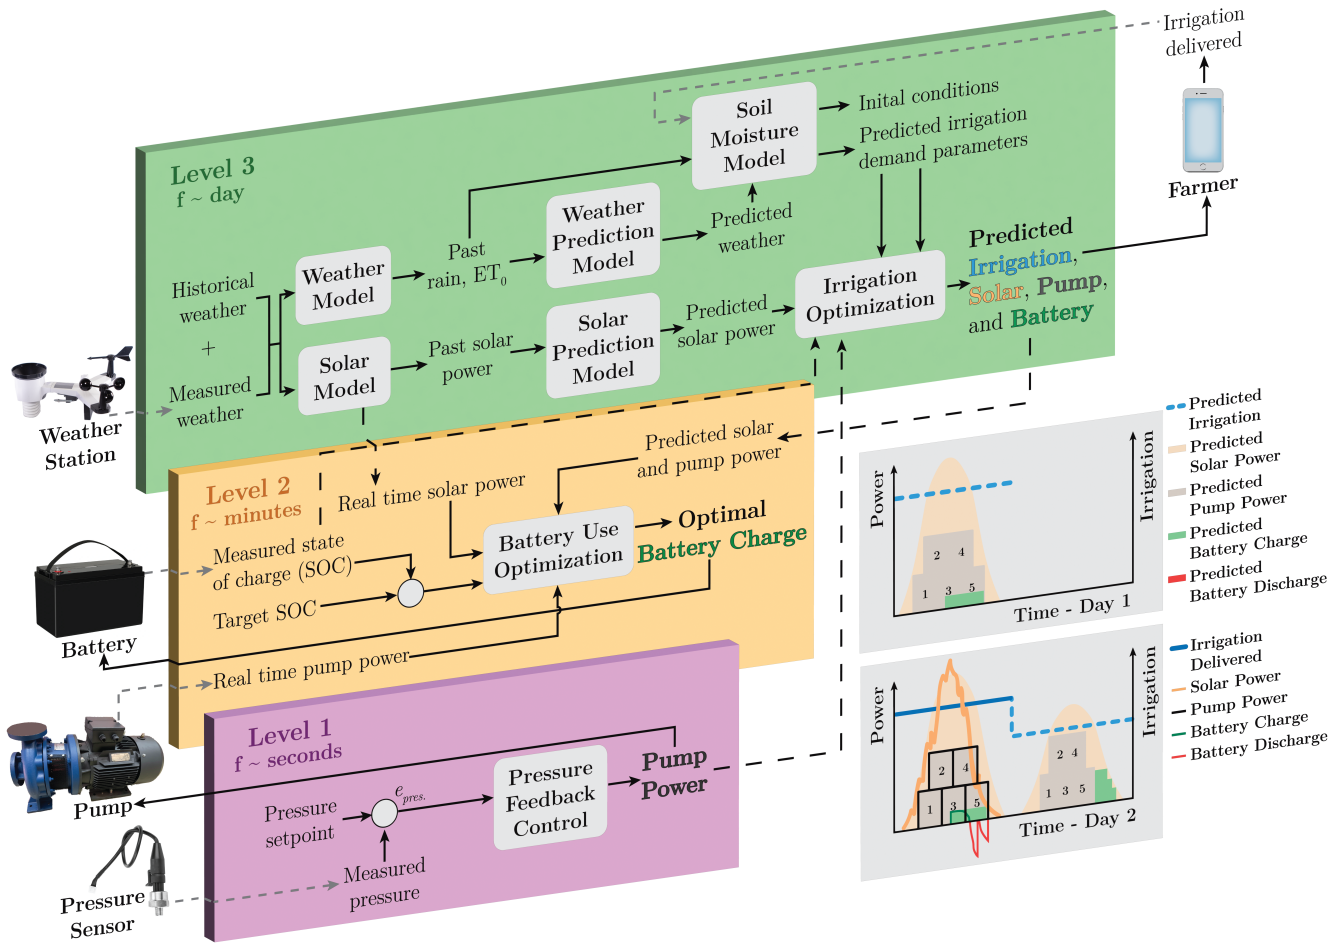 Irrigation
delivered
Farmer
Level 3
f ~ day
Soil
Moisture
Model
Inital conditions
Predicted irrigation
demand parameters
Historical
weather
+
Measured
weather
Weather
Model
Past
rain, ET0
Weather
Prediction
Model
Predicted
weather
Solar
Model
Past solar
power
Solar
Prediction
Model
Predicted
solar power
Irrigation
Optimization
Predicted
Irrigation,
Solar, Pump,
and Battery
Weather
Station
Level 2
f ~ minutes
Predicted solar
and pump power
Real time solar power
Measured state
of charge (SOC)
Target SOC
Battery Use
Optimization
Optimal
Battery Charge
Real time pump power
Battery
Level 1
f ~ seconds
Pressure
setpoint
epres.
Measured
pressure
Pressure
Feedback
Control
Pump
Power
Pump
Pressure
Sensor
Power
Irrigation
2 4
1 3 5
Time - Day 1
Predicted
Irrigation
Predicted
Solar Power
Predicted
Pump Power
Predicted
Battery Charge
Predicted
Battery Discharge
Power
Irrigation
2 4
1 3 5
2 4
1 3 5
Time - Day 2
Irrigation
Delivered
Solar Power
Pump Power
Battery Charge
Battery Discharge